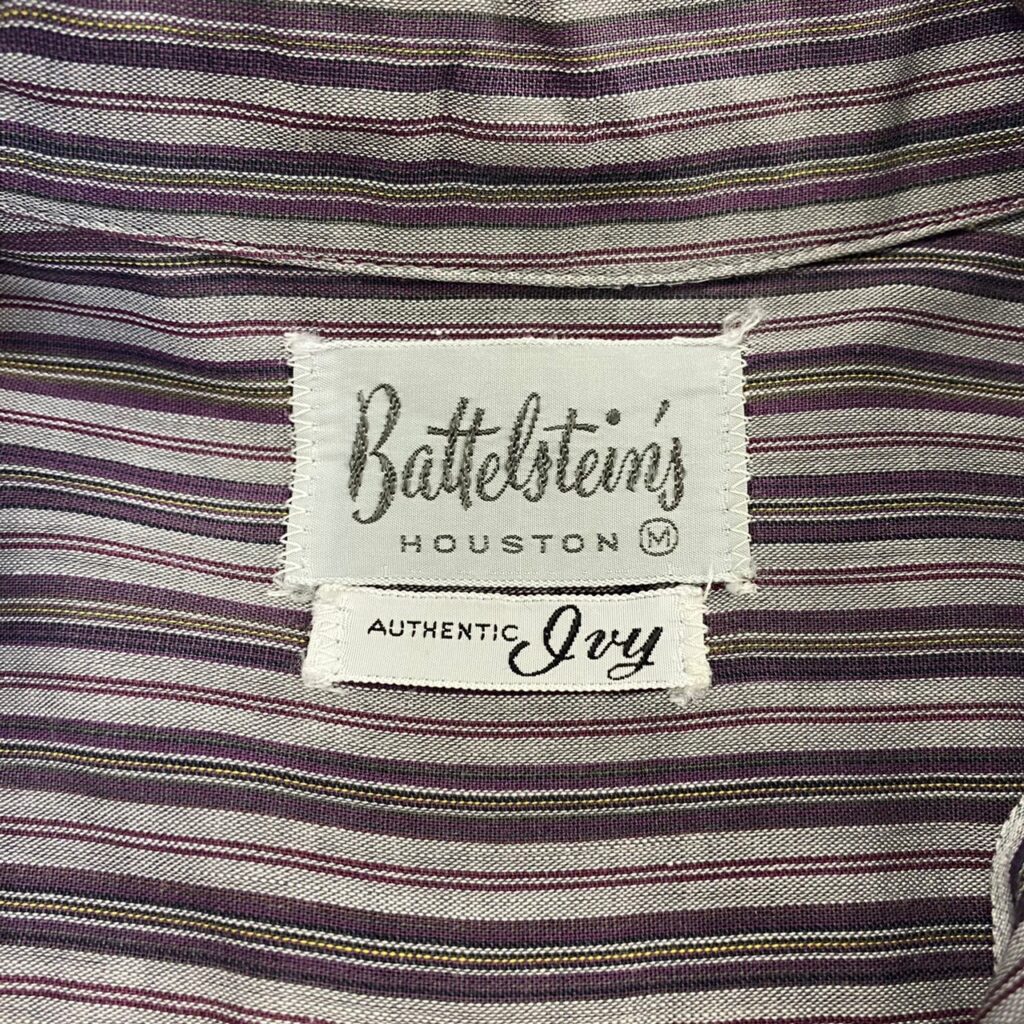 Battelstein's
HOUSTON M
AUTHENTIC Ivy